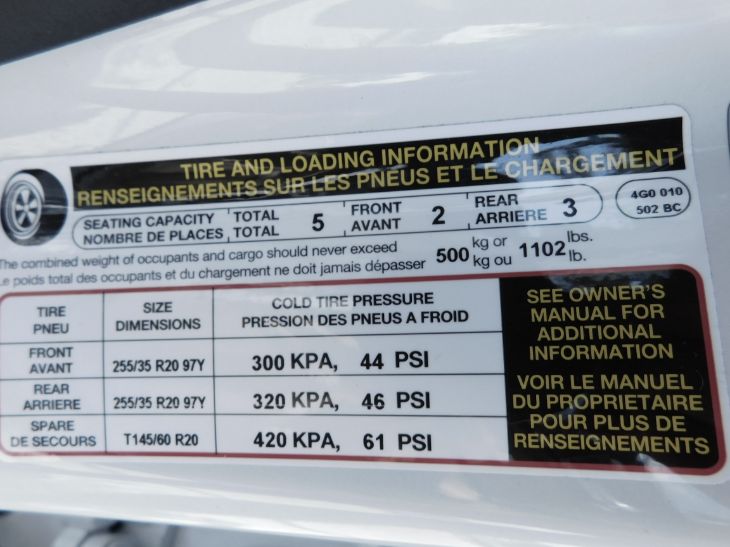 TIRE AND LOADING INFORMATION
RENSEIGNEMENTS SUR LES PNEUS ET LE CHARGEMENT
SEATING CAPACITY TOTAL 5 FRONT 2 REAR 3
NOMBRE DE PLACES, TOTAL AVANT ARRIERE
4G0 010
502 BC
The combined weight of occupants and cargo should never exceed 500 kg or 1102 lbs.
Le poids total des occupants et du chargement ne doit jamais dépasser kg ou lb.
TIRE SIZE COLD TIRE PRESSURE
PNEU DIMENSIONS PRESSION DES PNEUS A FROID
FRONT
AVANT 255/35 R20 97Y 300 KPA, 44 PSI
REAR
ARRIERE 255/35 R20 97Y 320 KPA, 46 PSI
SPARE
DE SECOURS T145/60 R20 420 KPA, 61 PSI
SEE OWNER'S
MANUAL FOR
ADDITIONAL
INFORMATION
VOIR LE MANUEL
DU PROPRIETAIRE
POUR PLUS DE
RENSEIGNEMENTS